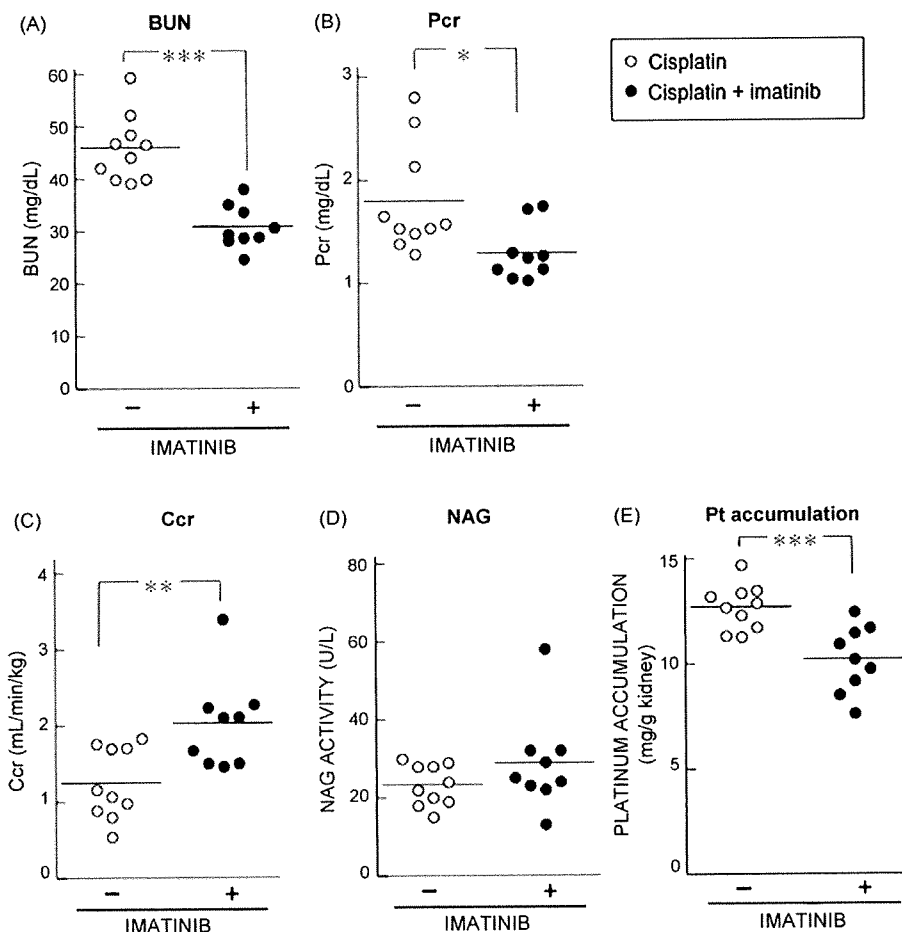 (A) BUN
***
60
50
40
30
20
10
0
BUN (mg/dL)
− +
IMATINIB
(B) Pcr
*
3
2
1
0
Pcr (mg/dL)
− +
IMATINIB
Cisplatin
Cisplatin + imatinib
(C) Ccr
**
4
3
2
1
0
Ccr (mL/min/kg)
− +
IMATINIB
(D) NAG
80
60
40
20
0
NAG ACTIVITY (U/L)
− +
IMATINIB
(E) Pt accumulation
***
15
10
5
0
PLATINUM ACCUMULATION
(mg/g kidney)
− +
IMATINIB